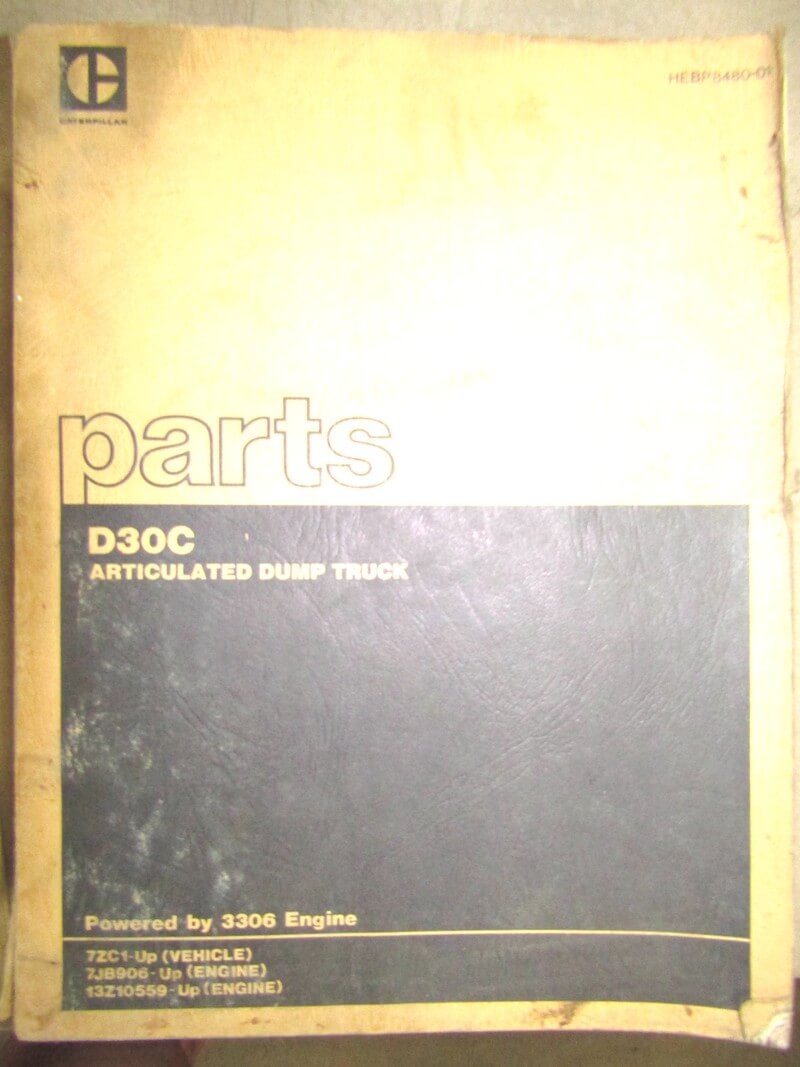 CATERPILLAR
HEBP8480-01
parts
D30C
ARTICULATED DUMP TRUCK
Powered by 3306 Engine
7ZC1-Up (VEHICLE)
7JB906-Up (ENGINE)
13Z10559-Up (ENGINE)